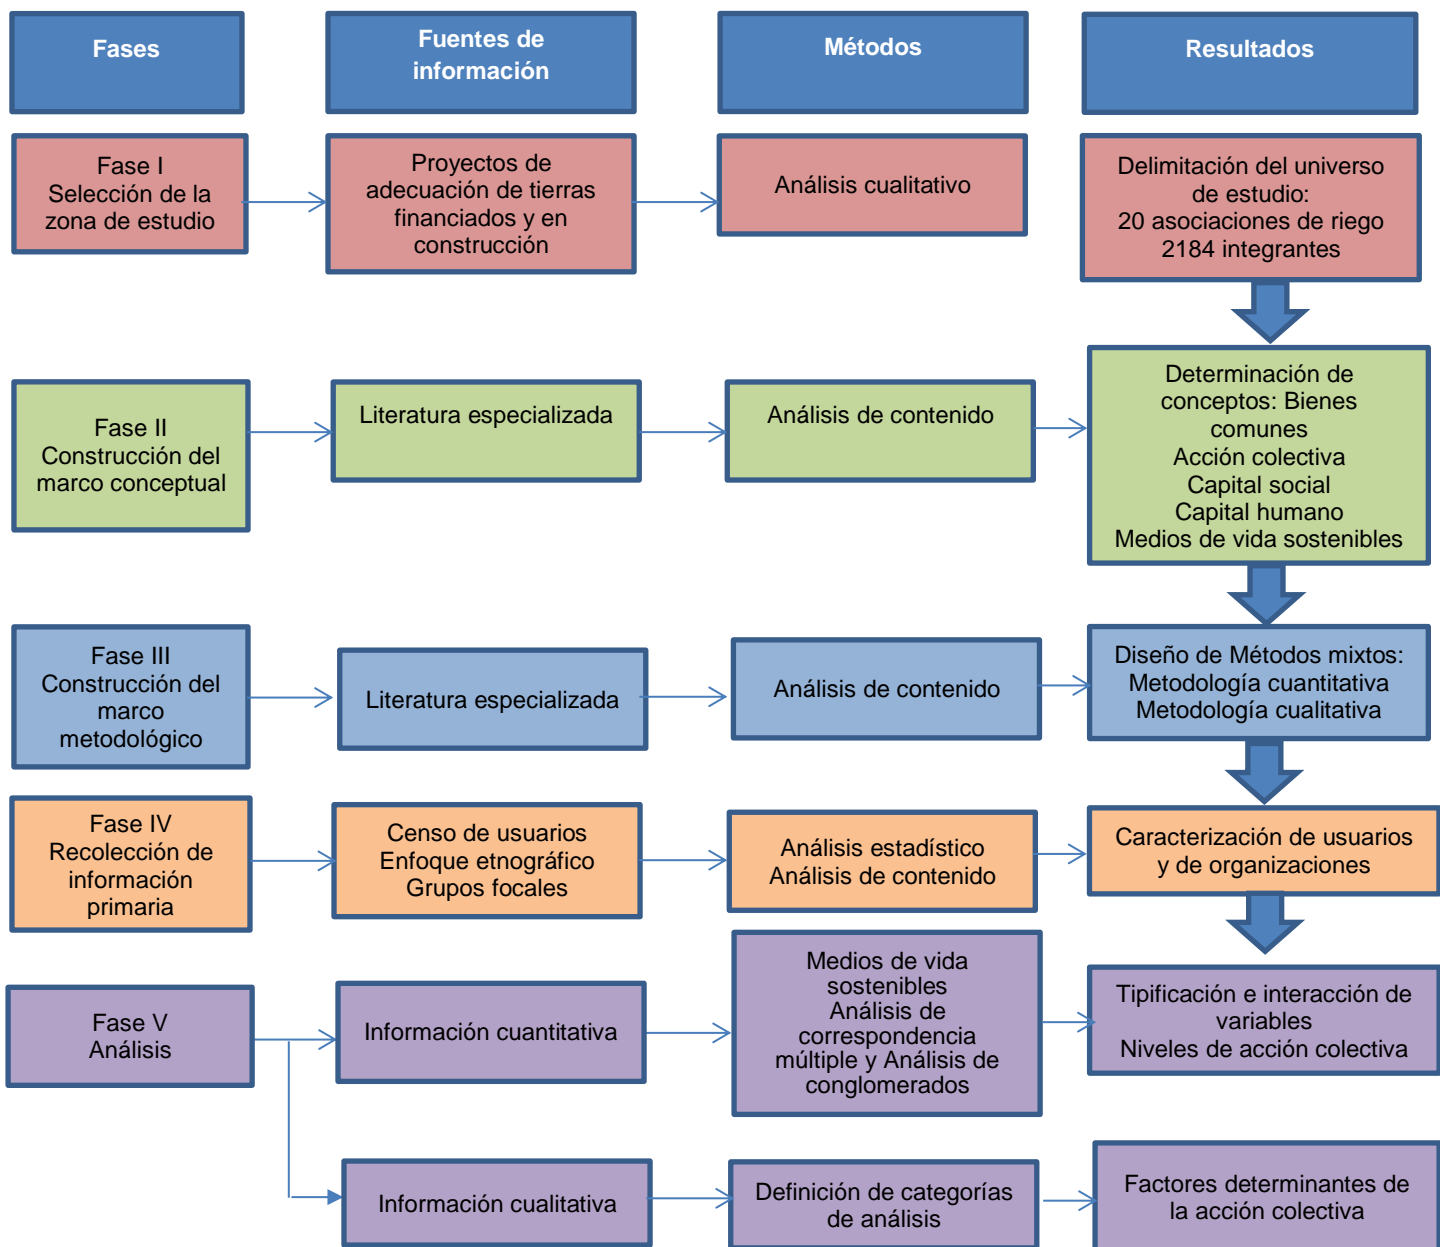 Fases
Fuentes de
información
Métodos
Resultados
Fase I
Selección de la
zona de estudio
Proyectos de
adecuación de tierras
financiados y en
construcción
Análisis cualitativo
Delimitación del universo
de estudio:
20 asociaciones de riego
2184 integrantes
Fase II
Construcción del
marco conceptual
Literatura especializada
Análisis de contenido
Determinación de
conceptos: Bienes
comunes
Acción colectiva
Capital social
Capital humano
Medios de vida sostenibles
Fase III
Construcción del
marco
metodológico
Literatura especializada
Análisis de contenido
Diseño de Métodos mixtos:
Metodología cuantitativa
Metodología cualitativa
Fase IV
Recolección de
información
primaria
Censo de usuarios
Enfoque etnográfico
Grupos focales
Análisis estadístico
Análisis de contenido
Caracterización de usuarios
y de organizaciones
Fase V
Análisis
Información cuantitativa
Medios de vida
sostenibles
Análisis de
correspondencia
múltiple y Análisis de
conglomerados
Tipificación e interacción de
variables
Niveles de acción colectiva
Información cualitativa
Definición de categorías
de análisis
Factores determinantes de
la acción colectiva